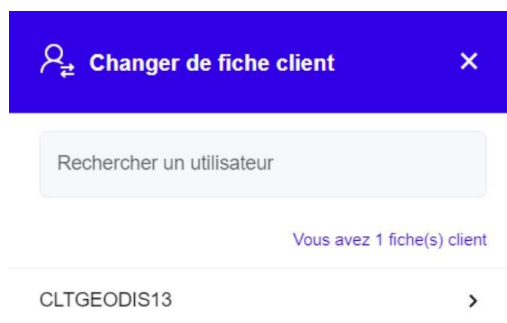 Changer de fiche client
Rechercher un utilisateur
Vous avez 1 fiche(s) client
CLTGEODIS13